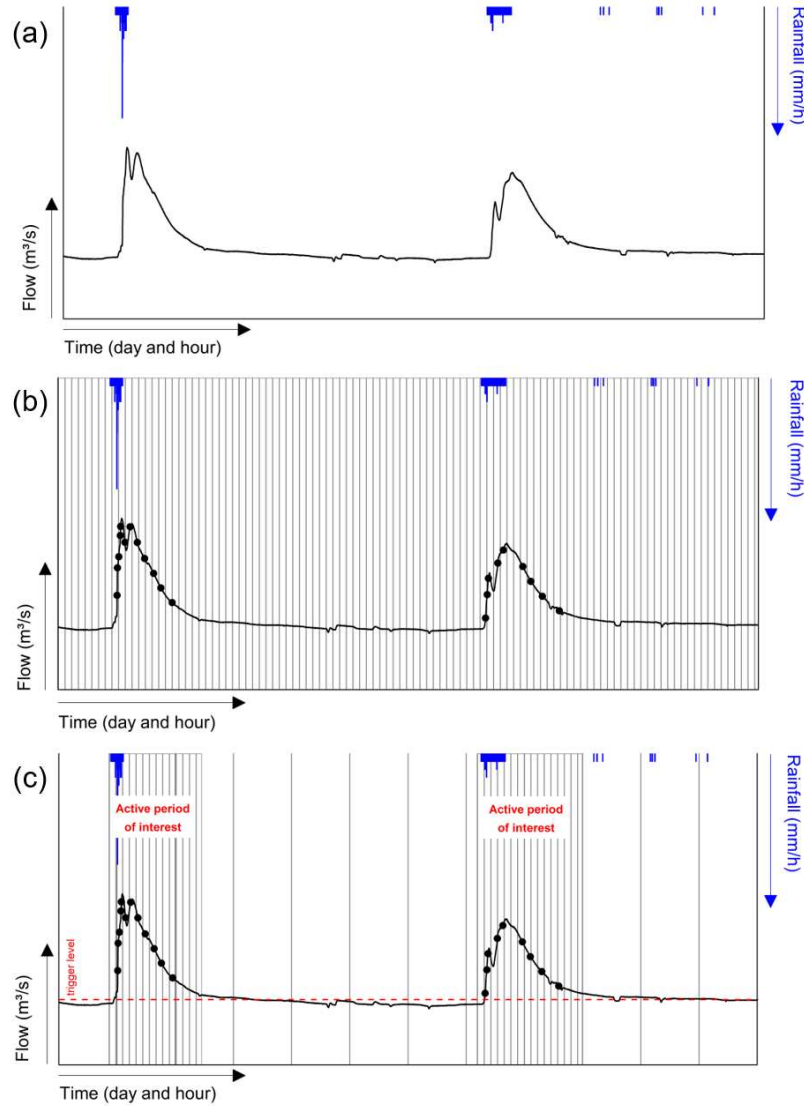 (a)
Rainfall (mm/h)
Flow (m³/s)
Time (day and hour)
(b)
Rainfall (mm/h)
Flow (m³/s)
Time (day and hour)
(c)
Rainfall (mm/h)
Active period
of interest
Active period
of interest
trigger level
Flow (m³/s)
Time (day and hour)